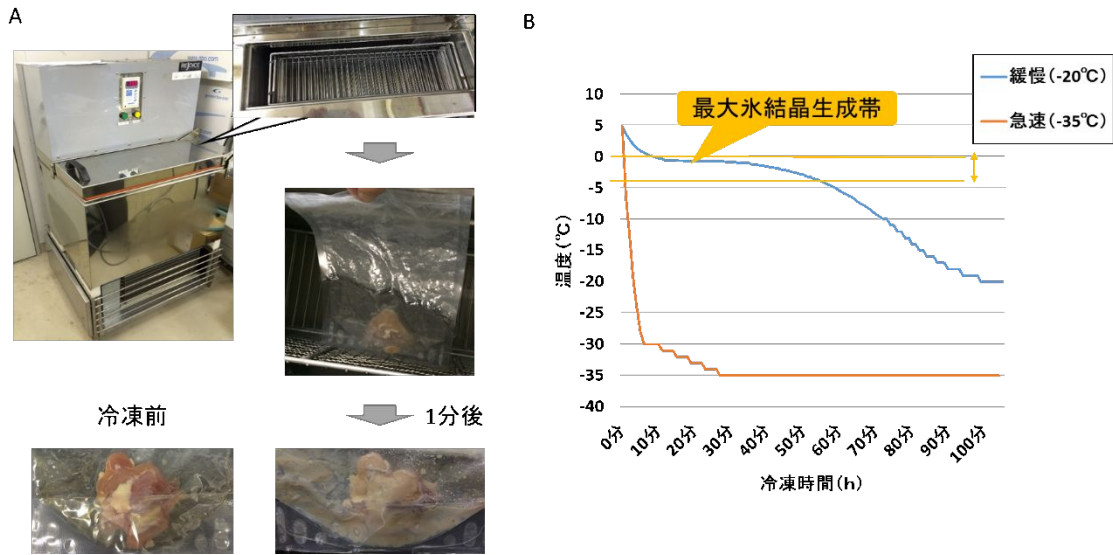 A
冷凍前
1分後
B
緩慢(-20℃)
急速(-35℃)
最大氷結晶生成帯
10
5
0
-5
-10
-15
-20
-25
-30
-35
-40
温度(℃)
0分
10分
20分
30分
40分
50分
60分
70分
80分
90分
100分
冷凍時間(h)